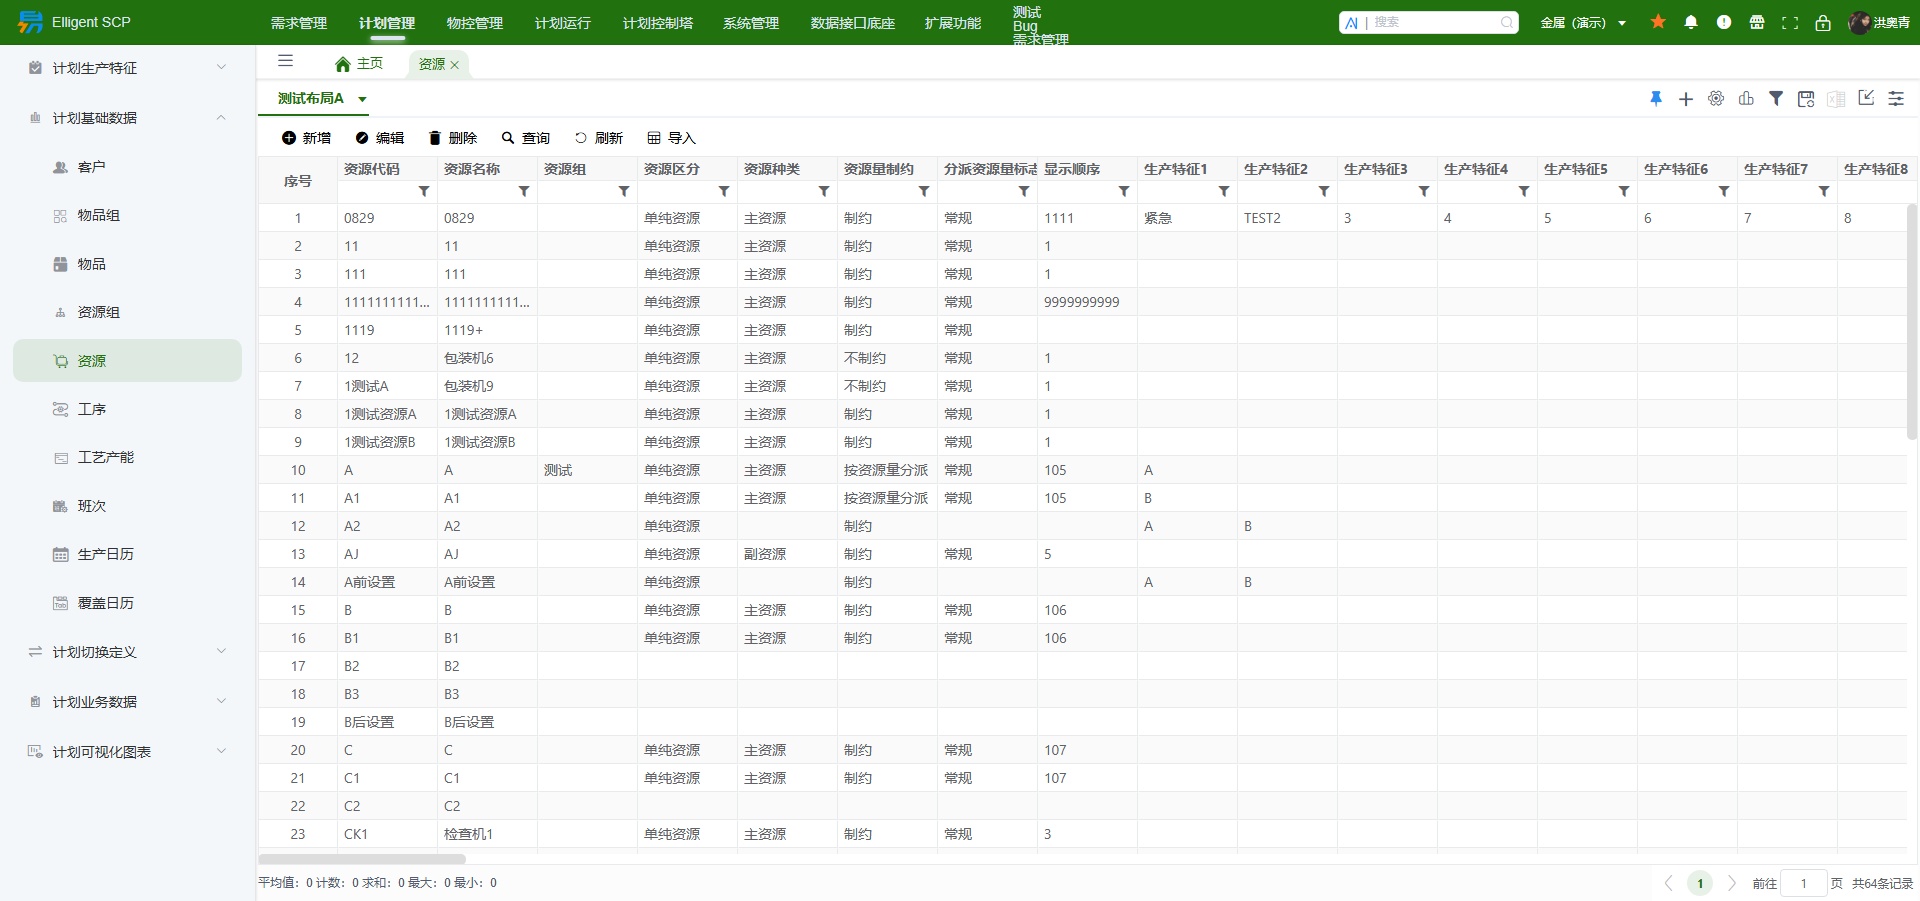 Elligent SCP
需求管理 计划管理 物控管理 计划运行 计划控制塔 系统管理 数据接口底座 扩展功能 测试
Bug
需求管理
AI | 搜索
金属（演示）
洪奥青
计划生产特征
计划基础数据
客户
物品组
物品
资源组
资源
工序
工艺产能
班次
生产日历
覆盖日历
计划切换定义
计划业务数据
计划可视化图表
主页 资源
测试布局A
新增 编辑 删除 查询 刷新 导入
序号 资源代码 资源名称 资源组 资源区分 资源种类 资源量制约 分派资源量标志 显示顺序 生产特征1 生产特征2 生产特征3 生产特征4 生产特征5 生产特征6 生产特征7 生产特征8
1 0829 0829 单纯资源 主资源 制约 常规 1111 紧急 TEST2 3 4 5 6 7 8
2 11 11 单纯资源 主资源 制约 常规 1
3 111 111 单纯资源 主资源 制约 常规 1
4 1111111111... 1111111111... 单纯资源 主资源 制约 常规 9999999999
5 1119 1119+ 单纯资源 主资源 制约 常规
6 12 包装机6 单纯资源 主资源 不制约 常规 1
7 1测试A 包装机9 单纯资源 主资源 不制约 常规 1
8 1测试资源A 1测试资源A 单纯资源 主资源 制约 常规 1
9 1测试资源B 1测试资源B 单纯资源 主资源 制约 常规 1
10 A A 测试 单纯资源 主资源 按资源量分派 常规 105 A
11 A1 A1 单纯资源 主资源 按资源量分派 常规 105 B
12 A2 A2 单纯资源 制约 A B
13 AJ AJ 单纯资源 副资源 制约 常规 5
14 A前设置 A前设置 单纯资源 制约 A B
15 B B 单纯资源 主资源 制约 常规 106
16 B1 B1 单纯资源 主资源 制约 常规 106
17 B2 B2
18 B3 B3
19 B后设置 B后设置
20 C C 单纯资源 主资源 制约 常规 107
21 C1 C1 单纯资源 主资源 制约 常规 107
22 C2 C2
23 CK1 检查机1 单纯资源 主资源 制约 常规 3
平均值：0 计数：0 求和：0 最大：0 最小：0
1 前往 1 页 共64条记录